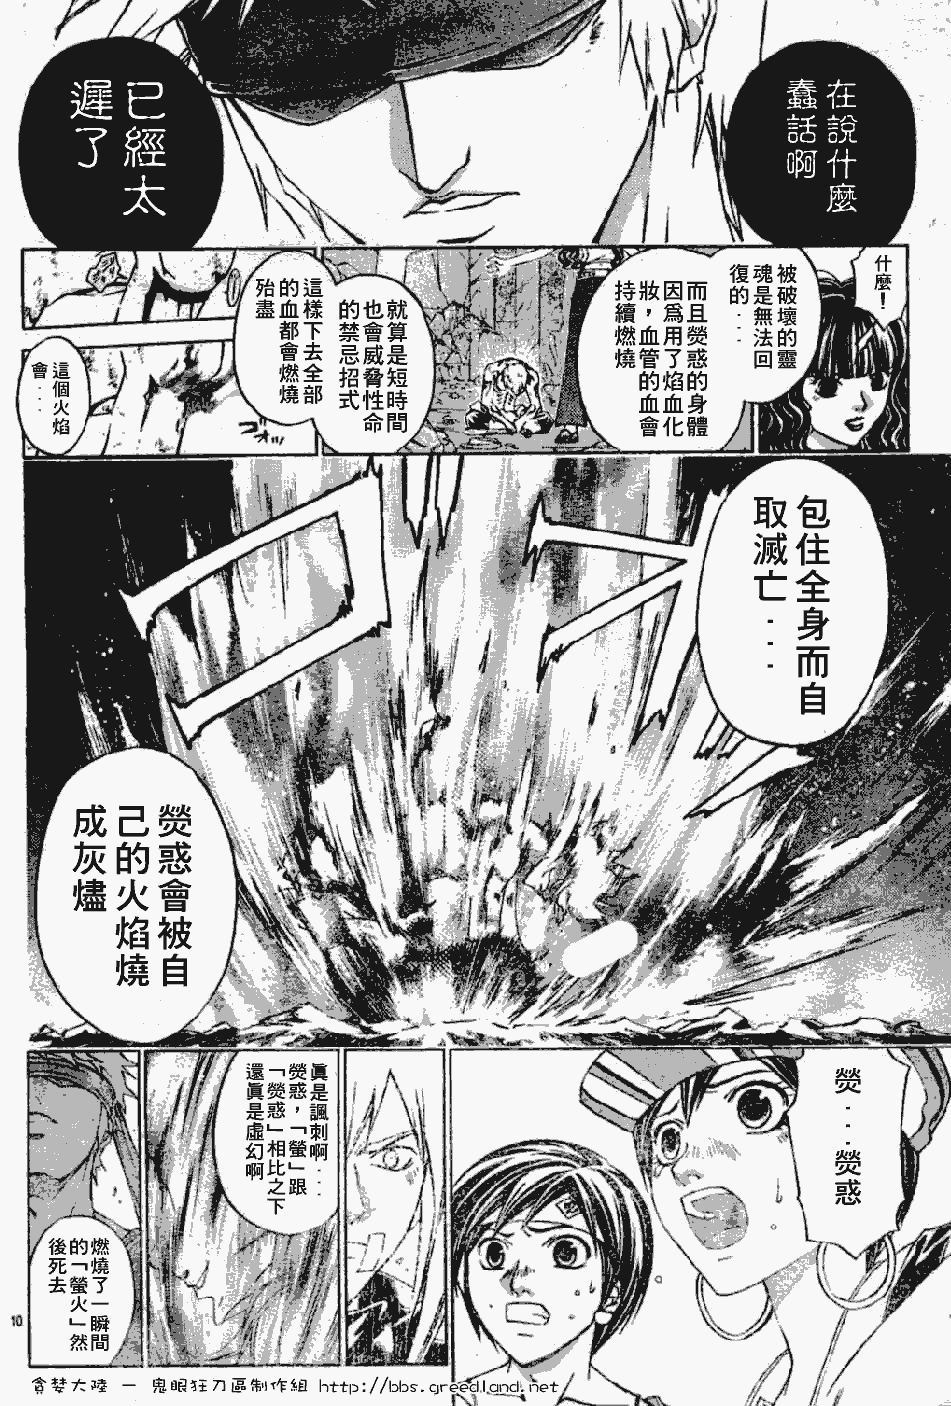 在說什麼
蠢話啊
已經太
遲了
什麼！
被破壞的靈
魂是無法回
復的...
而且熒惑的身體
因為用了焰血化
妝，血管的血會
持續燃燒
就算是短時間
也會威脅性命
的禁忌招式
這樣下去全部
的血都會燃燒
殆盡
這個火焰
會...
包住全身而自
取滅亡...
熒惑會被自
己的火焰燒
成灰燼
熒...熒惑
眞是諷刺啊...
熒惑，「螢」跟
「熒惑」相比之下
還眞是虛幻啊
燃燒了一瞬間
的「螢火」然
後死去
10
貪婪大陸 — 鬼眼狂刀區制作組 http://bbs.greedland.net